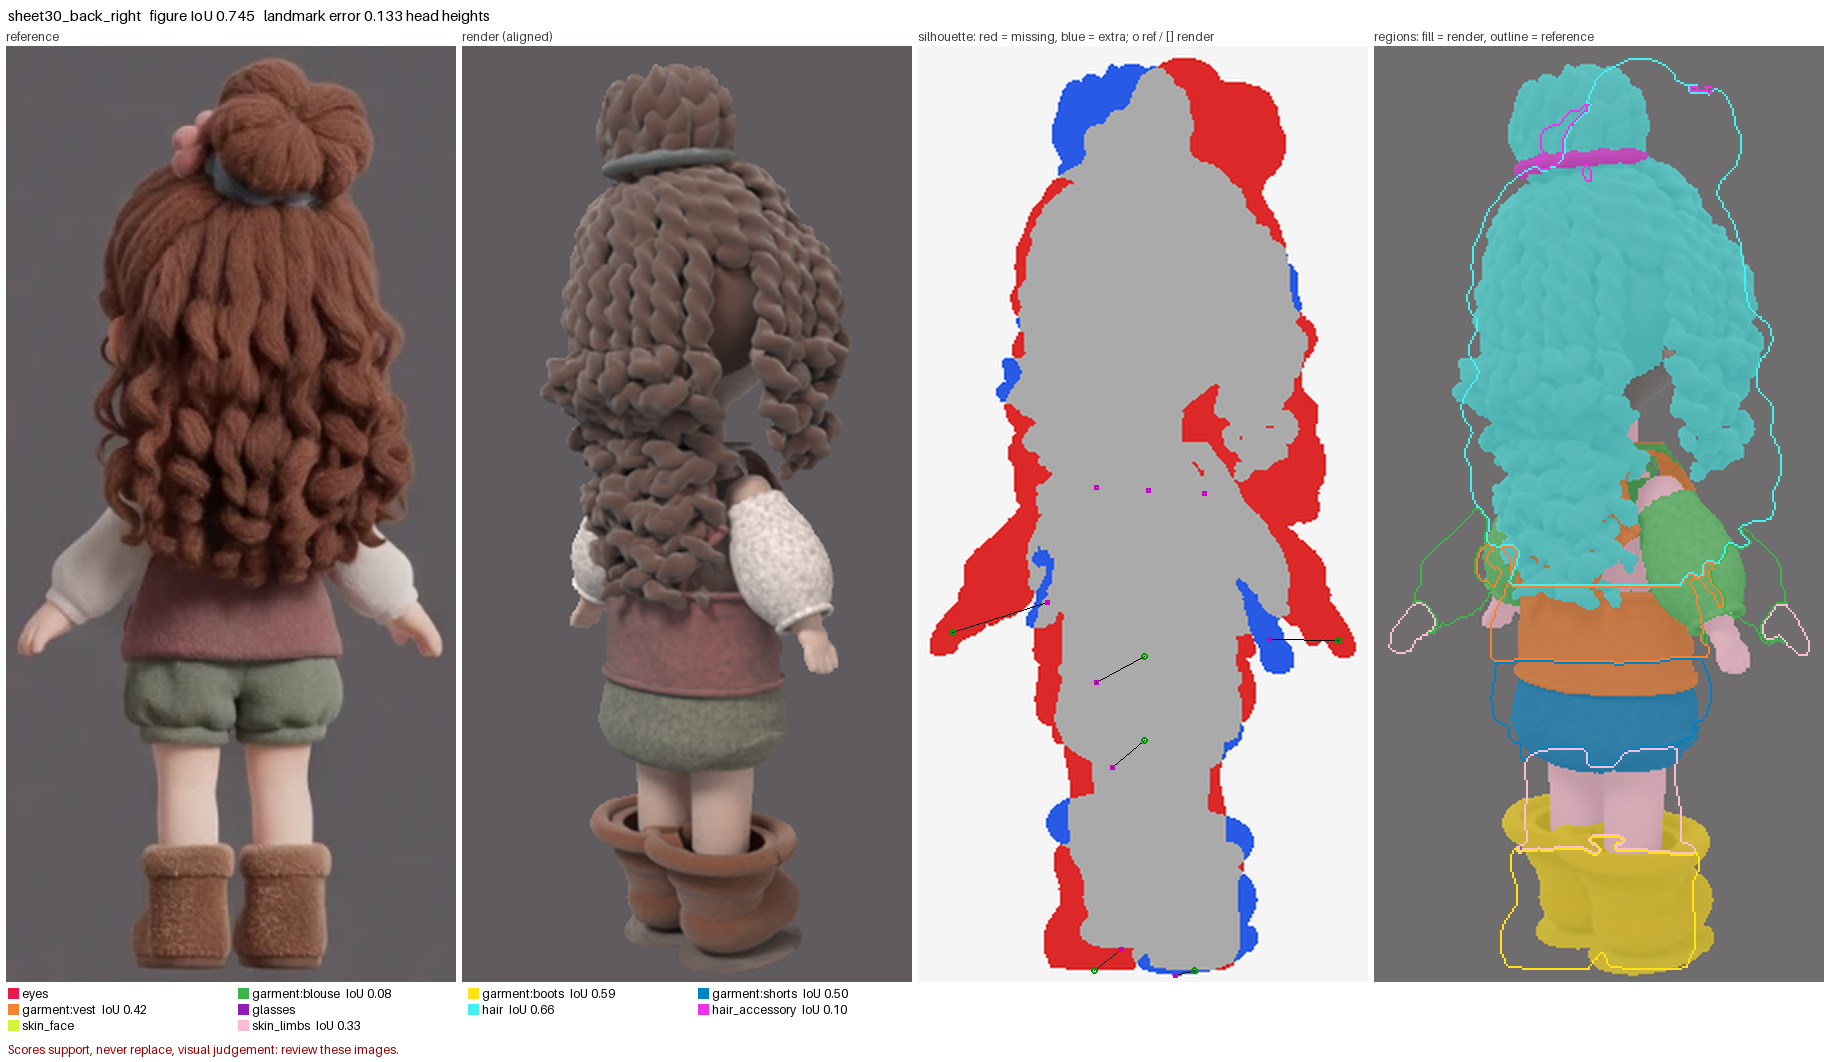 sheet30_back_right figure IoU 0.745 landmark error 0.133 head heights
reference
render (aligned)
silhouette: red = missing, blue = extra; o ref / [] render
regions: fill = render, outline = reference
eyes
garment:blouse IoU 0.08
garment:boots IoU 0.59
garment:shorts IoU 0.50
garment:vest IoU 0.42
glasses
hair IoU 0.66
hair_accessory IoU 0.10
skin_face
skin_limbs IoU 0.33
Scores support, never replace, visual judgement: review these images.